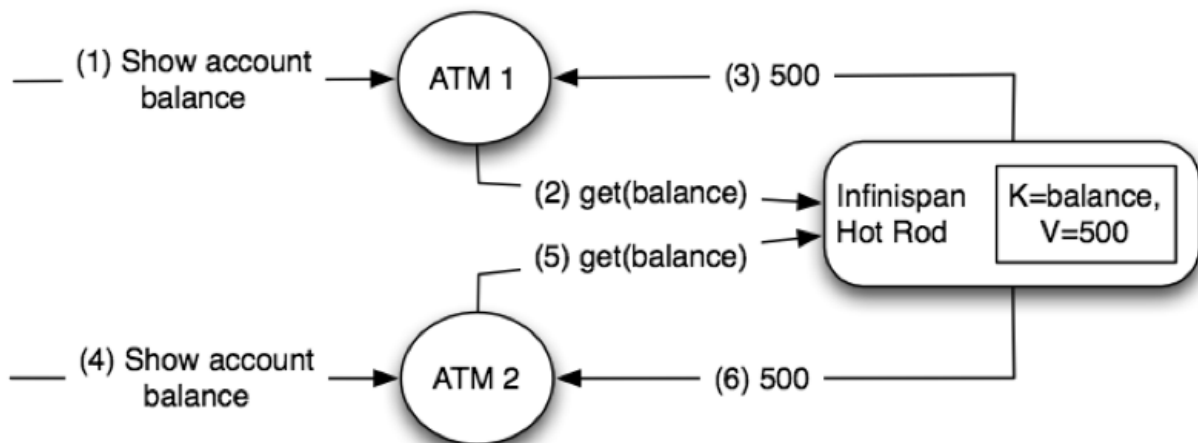 (1) Show account
balance
ATM 1
(3) 500
(2) get(balance)
Infinispan
Hot Rod
K=balance,
V=500
(5) get(balance)
(4) Show account
balance
ATM 2
(6) 500